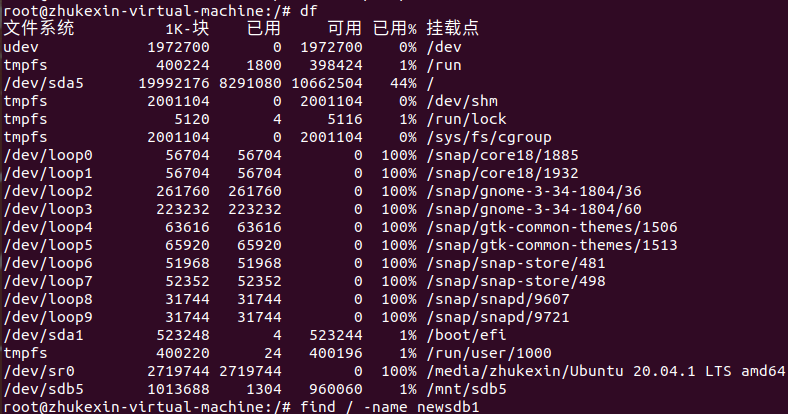 root@zhukexin-virtual-machine:/# df
文件系统 1K-块 已用 可用 已用% 挂载点
udev 1972700 0 1972700 0% /dev
tmpfs 400224 1800 398424 1% /run
/dev/sda5 19992176 8291080 10662504 44% /
tmpfs 2001104 0 2001104 0% /dev/shm
tmpfs 5120 4 5116 1% /run/lock
tmpfs 2001104 0 2001104 0% /sys/fs/cgroup
/dev/loop0 56704 56704 0 100% /snap/core18/1885
/dev/loop1 56704 56704 0 100% /snap/core18/1932
/dev/loop2 261760 261760 0 100% /snap/gnome-3-34-1804/36
/dev/loop3 223232 223232 0 100% /snap/gnome-3-34-1804/60
/dev/loop4 63616 63616 0 100% /snap/gtk-common-themes/1506
/dev/loop5 65920 65920 0 100% /snap/gtk-common-themes/1513
/dev/loop6 51968 51968 0 100% /snap/snap-store/481
/dev/loop7 52352 52352 0 100% /snap/snap-store/498
/dev/loop8 31744 31744 0 100% /snap/snapd/9607
/dev/loop9 31744 31744 0 100% /snap/snapd/9721
/dev/sda1 523248 4 523244 1% /boot/efi
tmpfs 400220 24 400196 1% /run/user/1000
/dev/sr0 2719744 2719744 0 100% /media/zhukexin/Ubuntu 20.04.1 LTS amd64
/dev/sdb5 1013688 1304 960060 1% /mnt/sdb5
root@zhukexin-virtual-machine:/# find / -name newsdb1